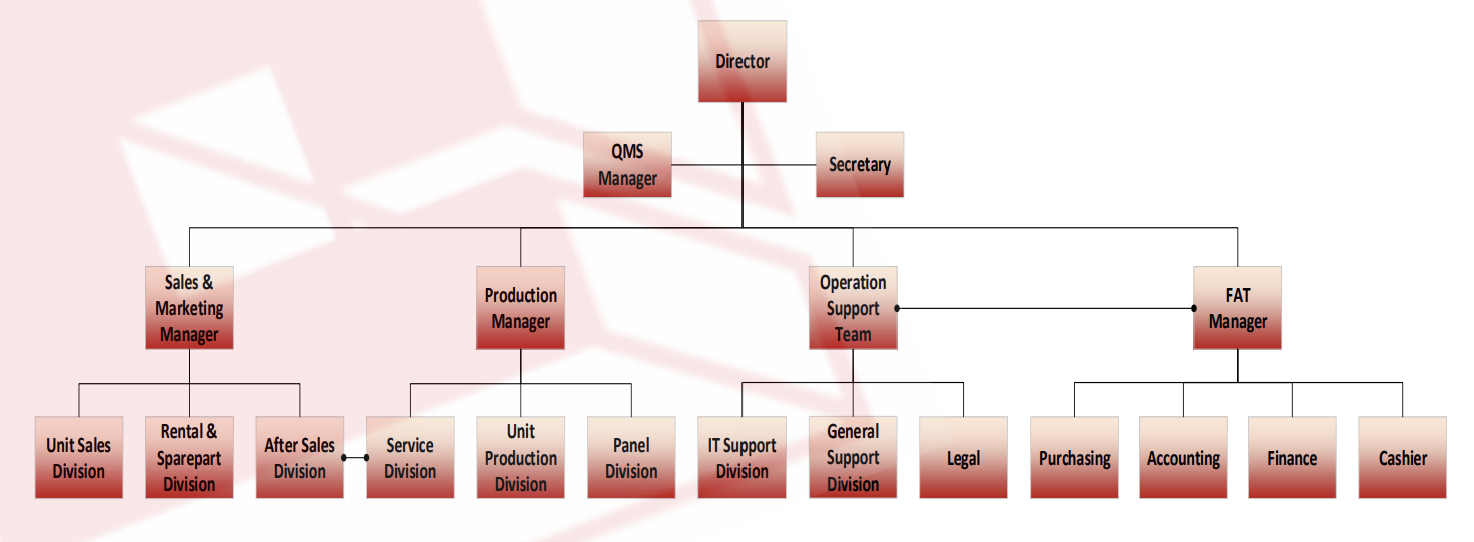 Director
QMS
Manager
Secretary
Sales &
Marketing
Manager
Production
Manager
Operation
Support
Team
FAT
Manager
Unit Sales
Division
Rental &
Sparepart
Division
After Sales
Division
Service
Division
Unit
Production
Division
Panel
Division
IT Support
Division
General
Support
Division
Legal
Purchasing
Accounting
Finance
Cashier